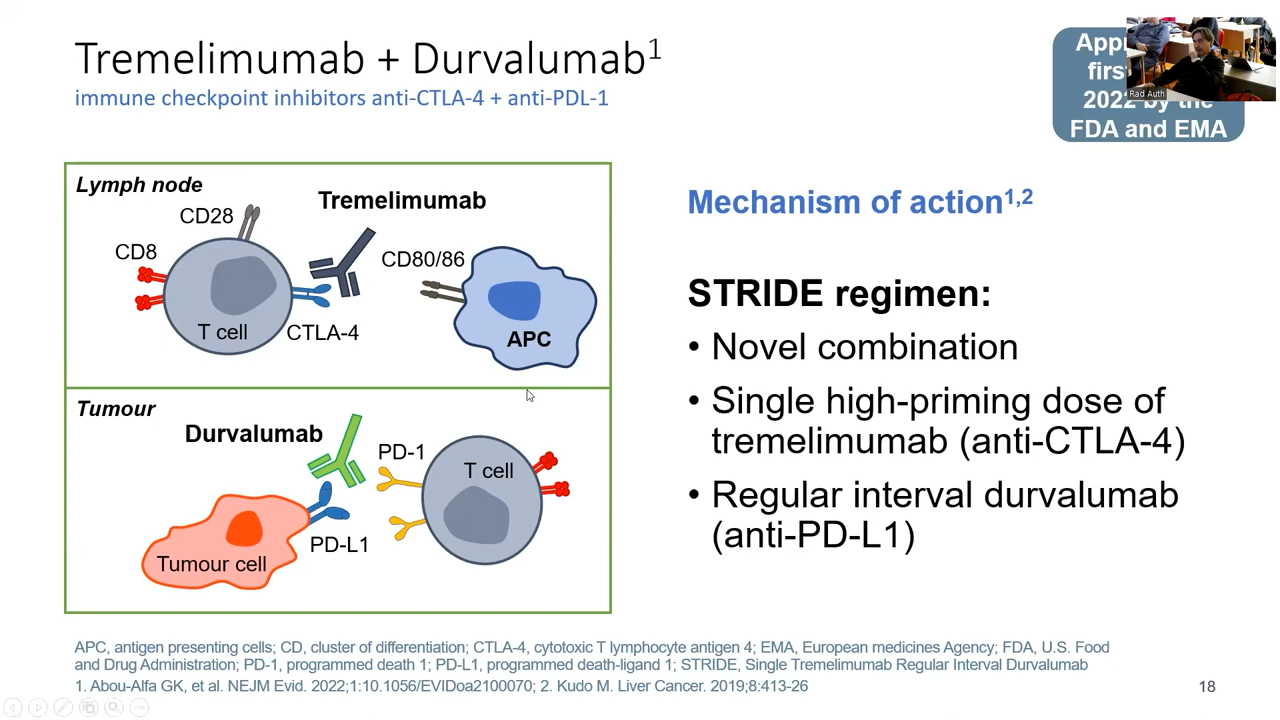 Tremelimumab + Durvalumab1
immune checkpoint inhibitors anti-CTLA-4 + anti-PDL-1
first
2022 by the
FDA and EMA
Rad Auth
Lymph node
Tremelimumab
CD28
CD8
CD80/86
T cell
CTLA-4
APC
Tumour
Durvalumab
PD-1
T cell
PD-L1
Tumour cell
Mechanism of action1,2
STRIDE regimen:
• Novel combination
• Single high-priming dose of
tremelimumab (anti-CTLA-4)
• Regular interval durvalumab
(anti-PD-L1)
APC, antigen presenting cells; CD, cluster of differentiation; CTLA-4, cytotoxic T lymphocyte antigen 4; EMA, European medicines Agency; FDA, U.S. Food
and Drug Administration; PD-1, programmed death 1; PD-L1, programmed death-ligand 1; STRIDE, Single Tremelimumab Regular Interval Durvalumab
1. Abou-Alfa GK, et al. NEJM Evid. 2022;1:10.1056/EVIDoa2100070; 2. Kudo M. Liver Cancer. 2019;8:413-26
18